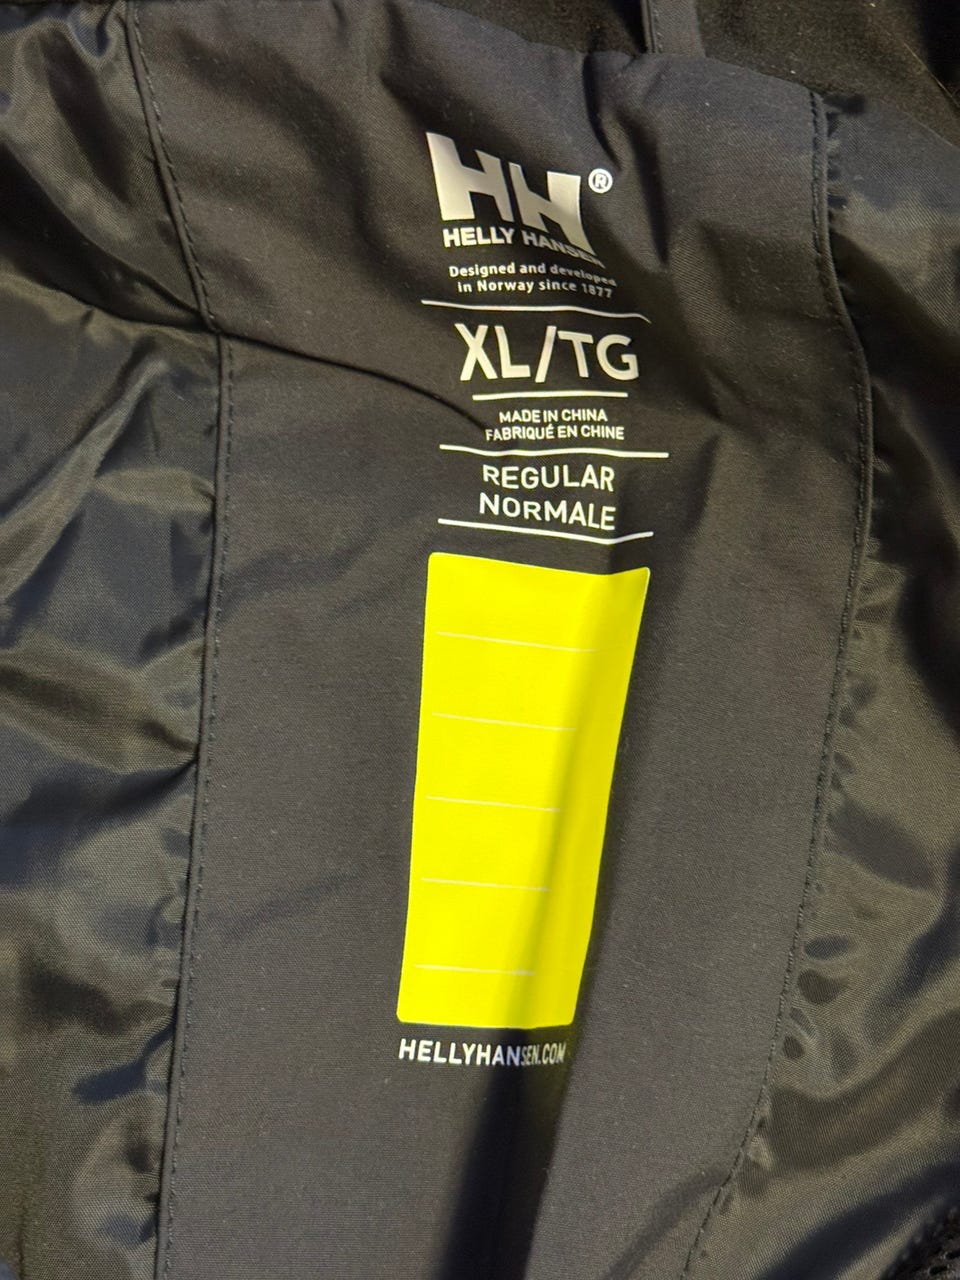 HH®
HELLY HANSEN
Designed and developed
in Norway since 1877
XL/TG
MADE IN CHINA
FABRIQUÉ EN CHINE
REGULAR
NORMALE
HELLYHANSEN.COM